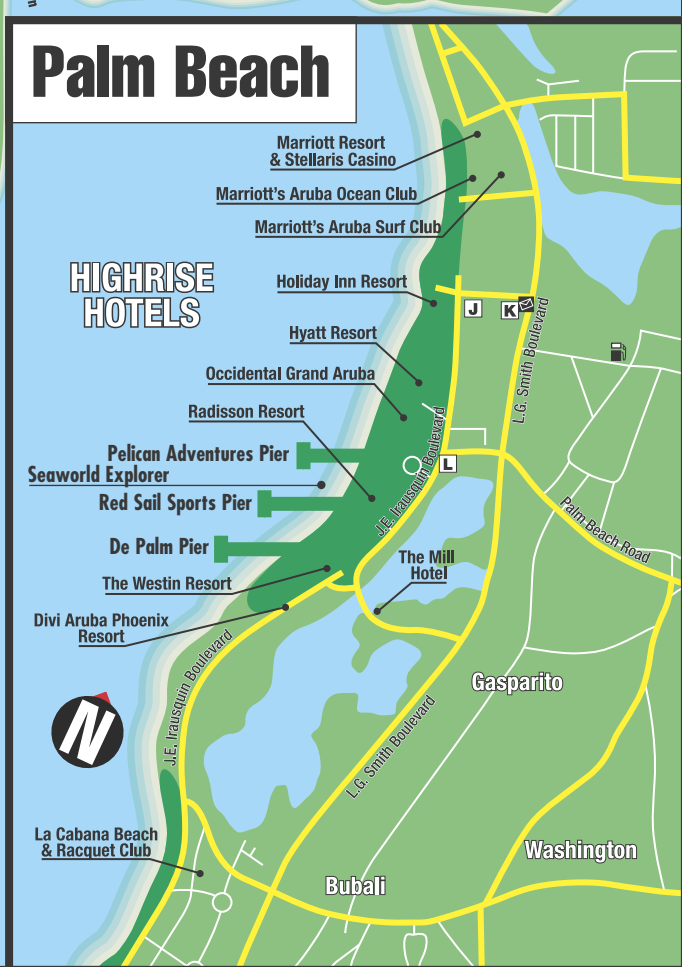 Palm Beach
Marriott Resort
& Stellaris Casino
Marriott's Aruba Ocean Club
Marriott's Aruba Surf Club
HIGHRISE
HOTELS
Holiday Inn Resort
J
K
Hyatt Resort
L.G. Smith Boulevard
Occidental Grand Aruba
Radisson Resort
Pelican Adventures Pier
L
Seaworld Explorer
J.E. Irausquin Boulevard
Red Sail Sports Pier
Palm Beach Road
De Palm Pier
The Mill
Hotel
The Westin Resort
Divi Aruba Phoenix
Resort
J.E. Irausquin Boulevard
Gasparito
N
L.G. Smith Boulevard
La Cabana Beach
& Racquet Club
Washington
Bubali